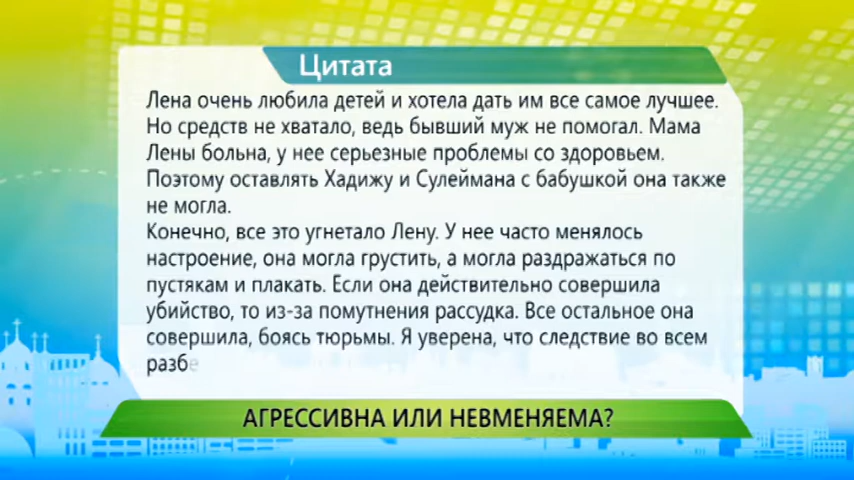 Цитата
Лена очень любила детей и хотела дать им все самое лучшее.
Но средств не хватало, ведь бывший муж не помогал. Мама
Лены больна, у нее серьезные проблемы со здоровьем.
Поэтому оставлять Хадижу и Сулеймана с бабушкой она также
не могла.
Конечно, все это угнетало Лену. У нее часто менялось
настроение, она могла грустить, а могла раздражаться по
пустякам и плакать. Если она действительно совершила
убийство, то из-за помутнения рассудка. Все остальное она
совершила, боясь тюрьмы. Я уверена, что следствие во всем
разбе
АГРЕССИВНА ИЛИ НЕВМЕНЯЕМА?